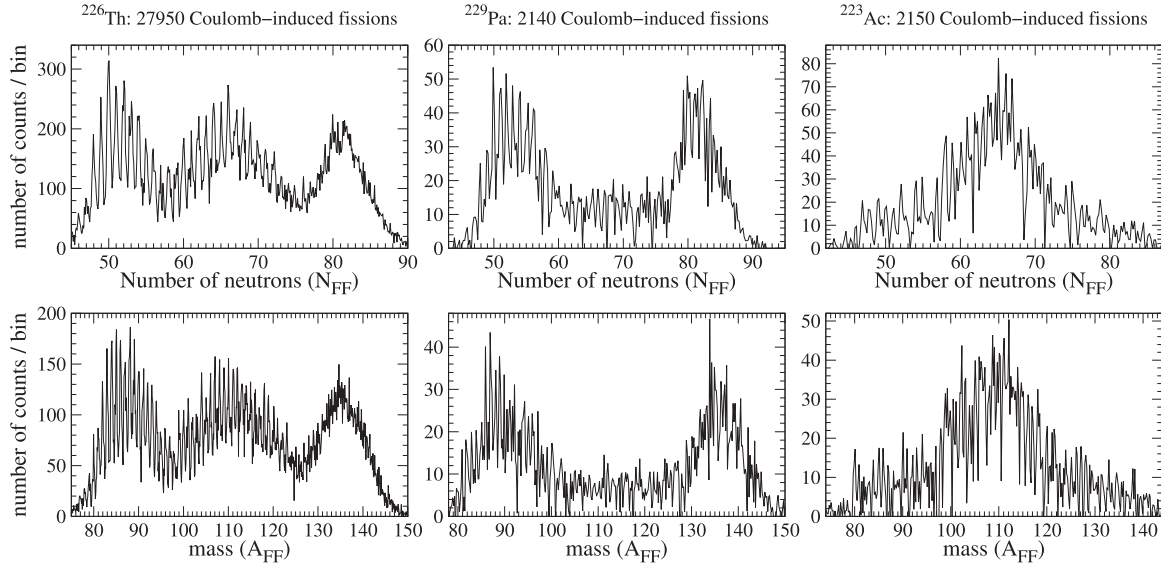 ²²⁶Th: 27950 Coulomb−induced fissions
²²⁹Pa: 2140 Coulomb−induced fissions
²²³Ac: 2150 Coulomb−induced fissions
number of counts / bin
300
200
100
0
50 60 70 80 90
Number of neutrons (N_FF)
60
50
40
30
20
10
0
50 60 70 80 90
Number of neutrons (N_FF)
80
70
60
50
40
30
20
10
0
50 60 70 80
Number of neutrons (N_FF)
number of counts / bin
200
150
100
50
0
80 90 100 110 120 130 140 150
mass (A_FF)
40
30
20
10
0
80 90 100 110 120 130 140 150
mass (A_FF)
50
40
30
20
10
0
80 90 100 110 120 130 140
mass (A_FF)